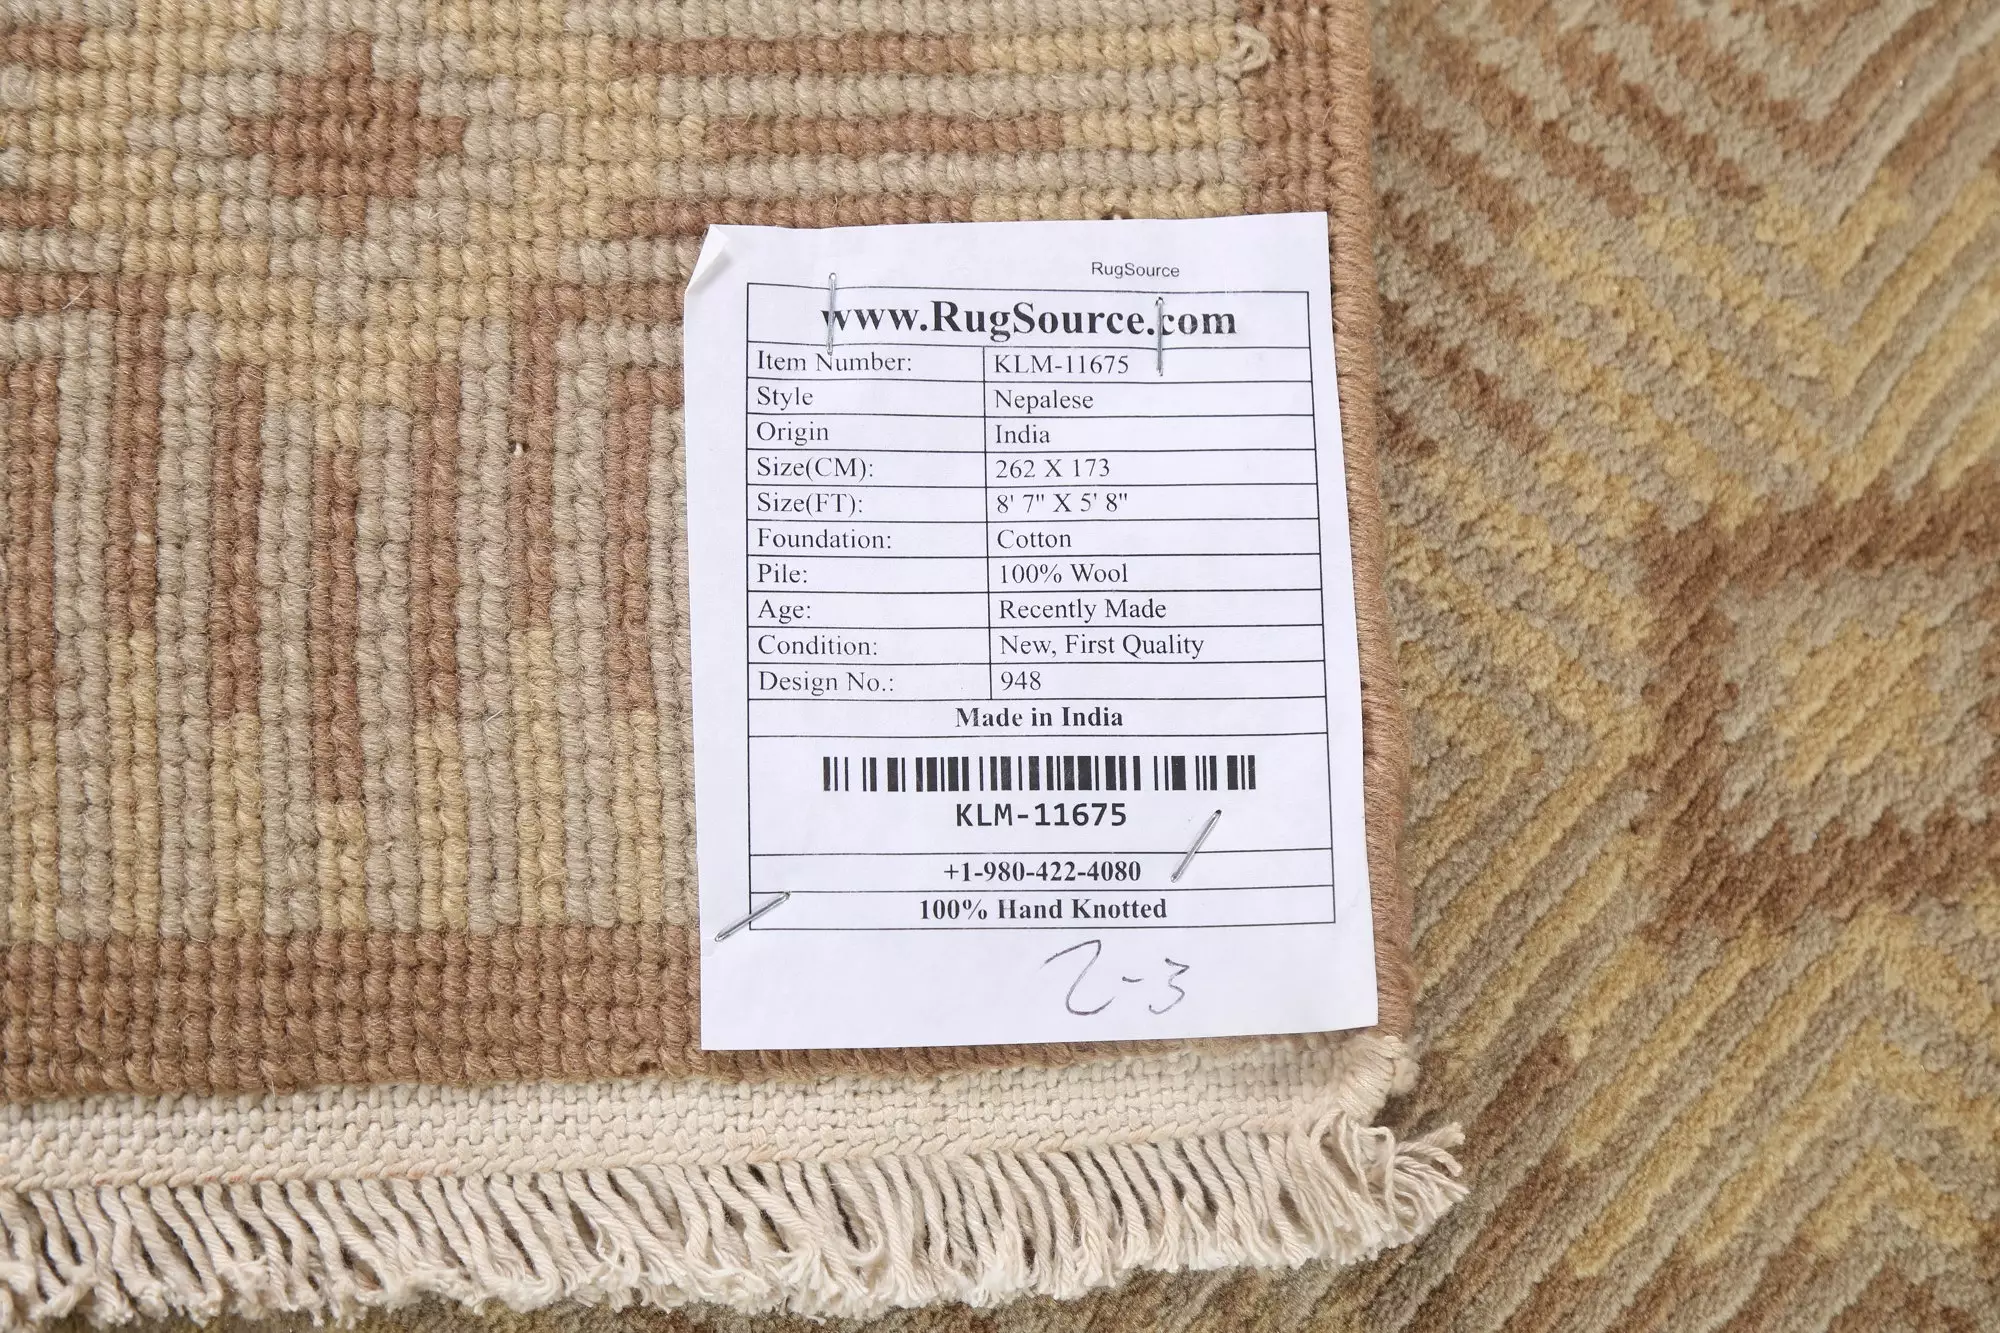 RugSource
www.RugSource.com
Item Number: KLM-11675
Style Nepalese
Origin India
Size(CM): 262 X 173
Size(FT): 8' 7" X 5' 8"
Foundation: Cotton
Pile: 100% Wool
Age: Recently Made
Condition: New, First Quality
Design No.: 948
Made in India
KLM-11675
+1-980-422-4080
100% Hand Knotted
2-3